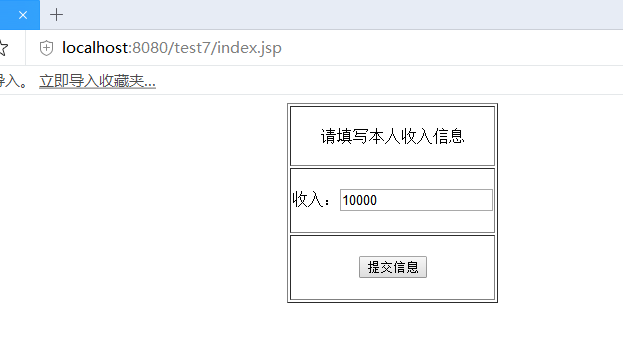 localhost:8080/test7/index.jsp
导入。 立即导入收藏夹...
请填写本人收入信息
收入：10000
提交信息